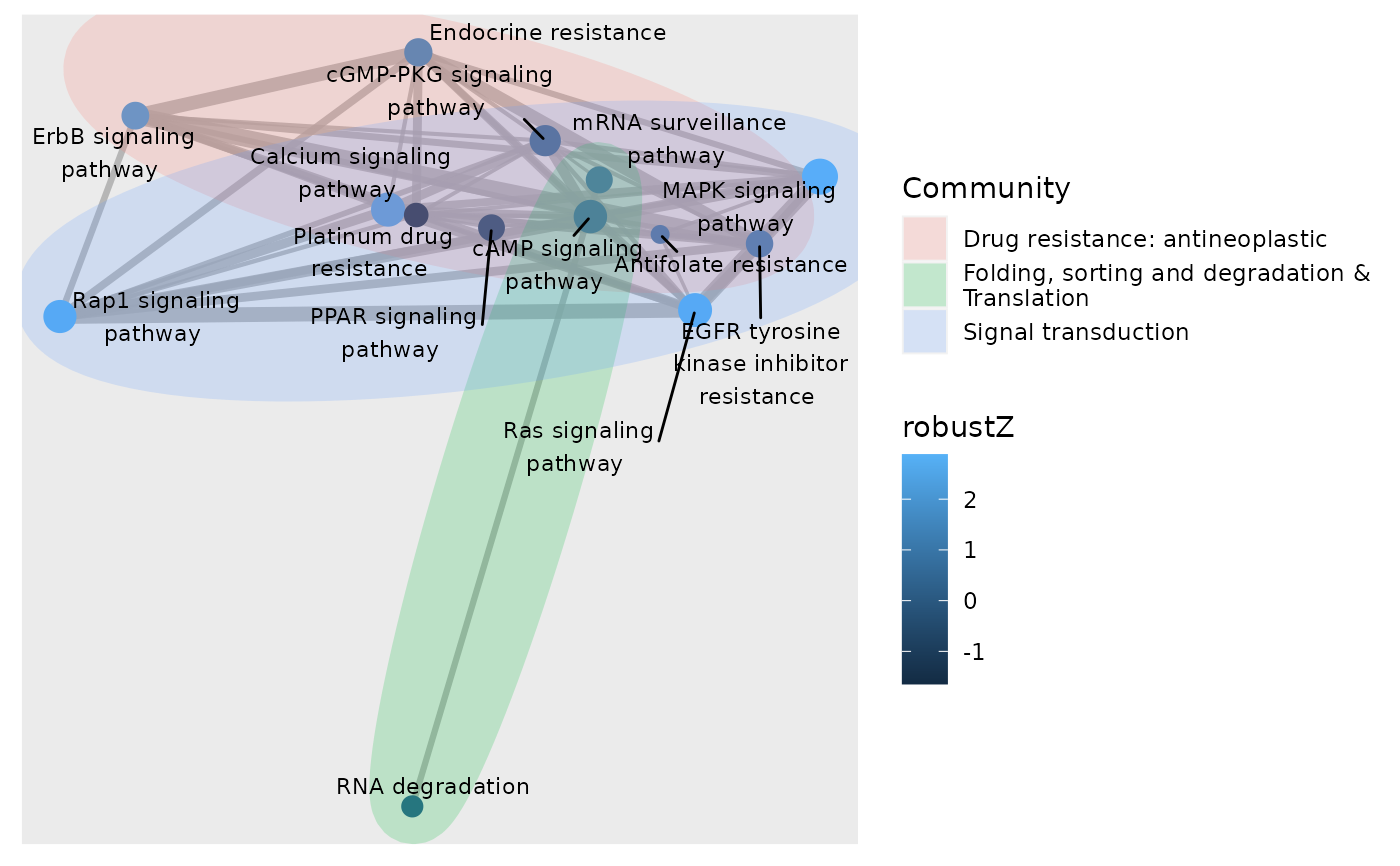 Endocrine resistance
cGMP-PKG signaling
pathway
mRNA surveillance
pathway
ErbB signaling
pathway
Calcium signaling
pathway
MAPK signaling
pathway
Platinum drug
resistance
cAMP signaling
pathway
Antifolate resistance
Rap1 signaling
pathway
PPAR signaling
pathway
EGFR tyrosine
kinase inhibitor
resistance
Ras signaling
pathway
RNA degradation
Community
Drug resistance: antineoplastic
Folding, sorting and degradation &
Translation
Signal transduction
robustZ
2
1
0
-1